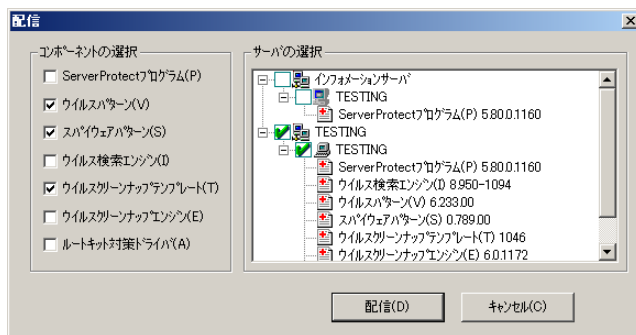 配信
コンポーネントの選択
ServerProtectプログラム(P)
ウイルスパターン(V)
スパイウェアパターン(S)
ウイルス検索エンジン(I)
ウイルスクリーンナップテンプレート(T)
ウイルスクリーンナップエンジン(E)
ルートキット対策ドライバ(A)
サーバの選択
インフォメーションサーバ
TESTING
ServerProtectプログラム(P) 5.80.0.1160
TESTING
TESTING
ServerProtectプログラム(P) 5.80.0.1160
ウイルス検索エンジン(I) 8.950-1094
ウイルスパターン(V) 6.233.00
スパイウェアパターン(S) 0.789.00
ウイルスクリーンナップテンプレート(T) 1046
ウイルスクリーンナップエンジン(E) 6.0.1172
配信(D)
キャンセル(C)